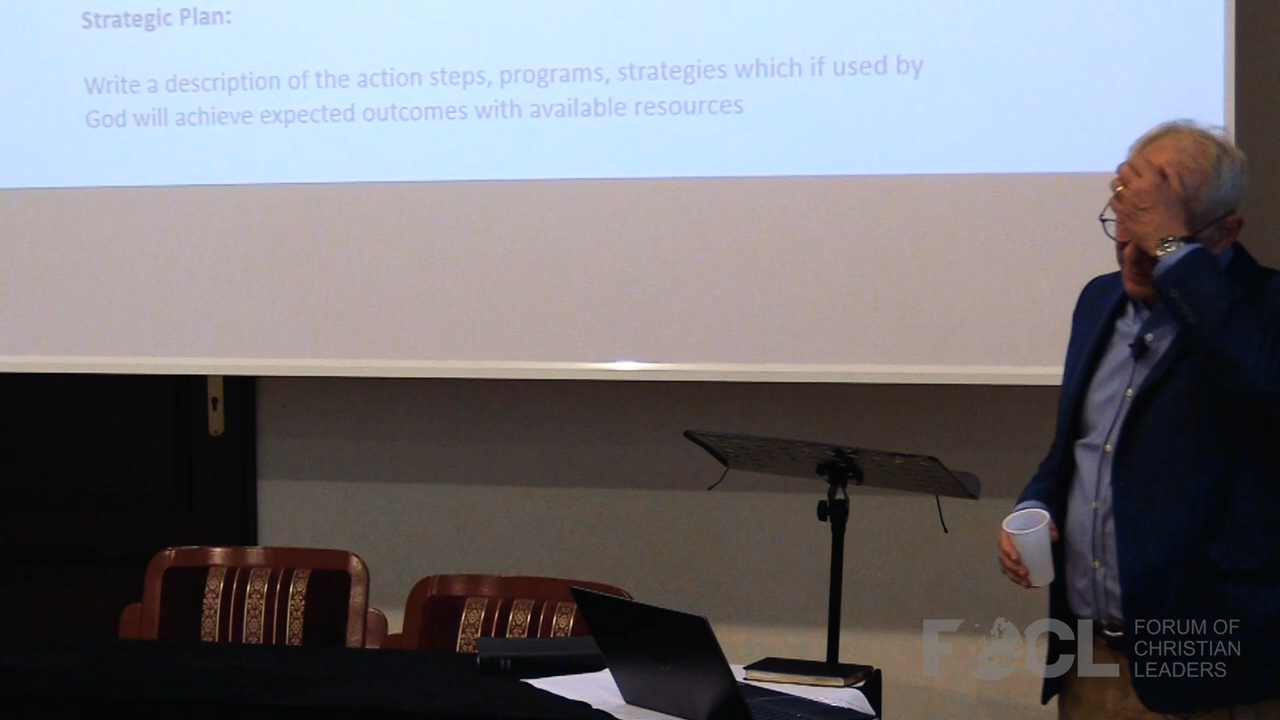 Strategic Plan:
Write a description of the action steps, programs, strategies which if used by
God will achieve expected outcomes with available resources
FOCL
FORUM OF
CHRISTIAN
LEADERS